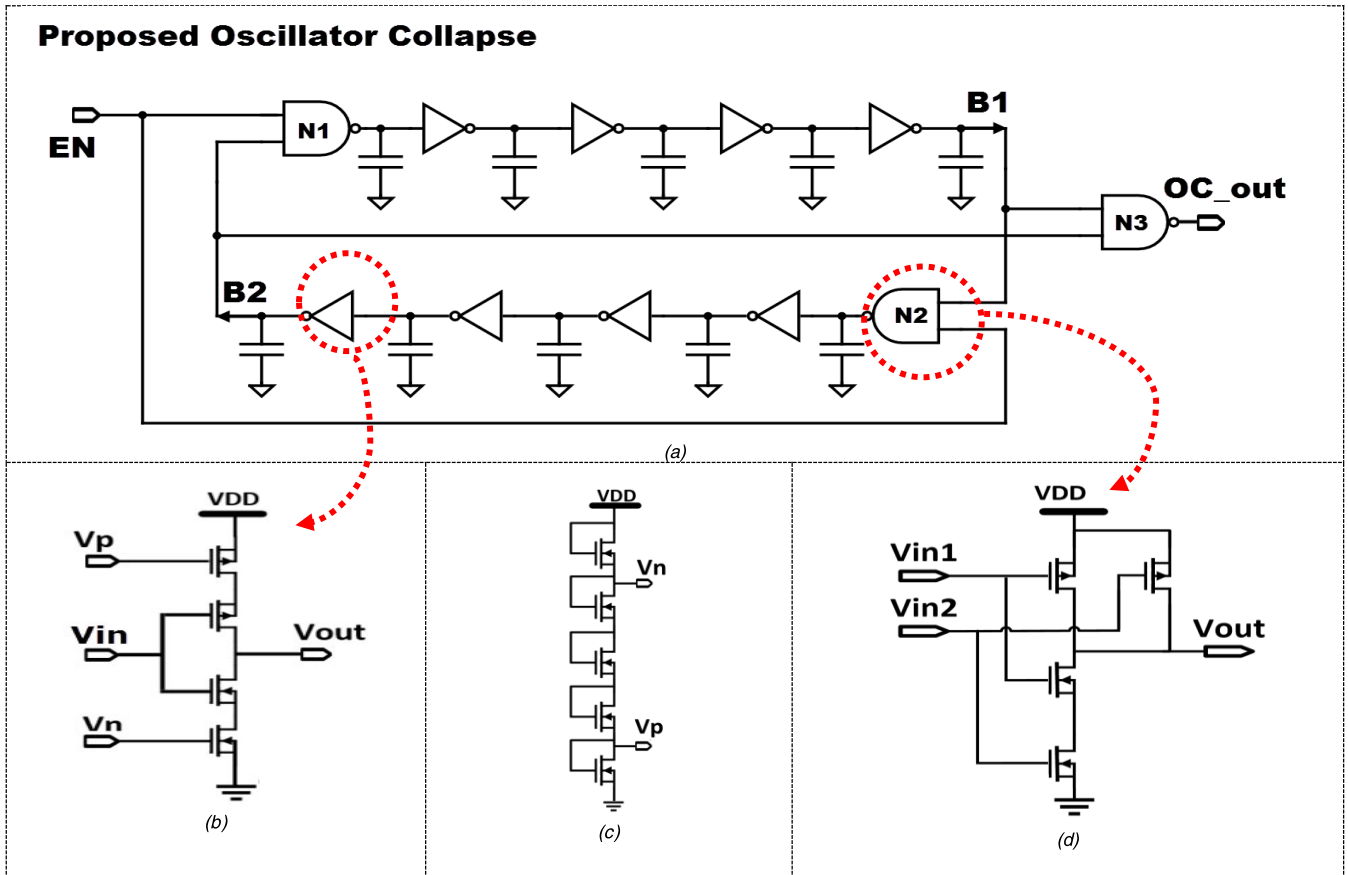 Proposed Oscillator Collapse
B1
EN
N1
OC_out
N3
B2
N2
(a)
VDD
Vp
Vin
Vout
Vn
(b)
VDD
Vn
Vp
(c)
VDD
Vin1
Vin2
Vout
(d)